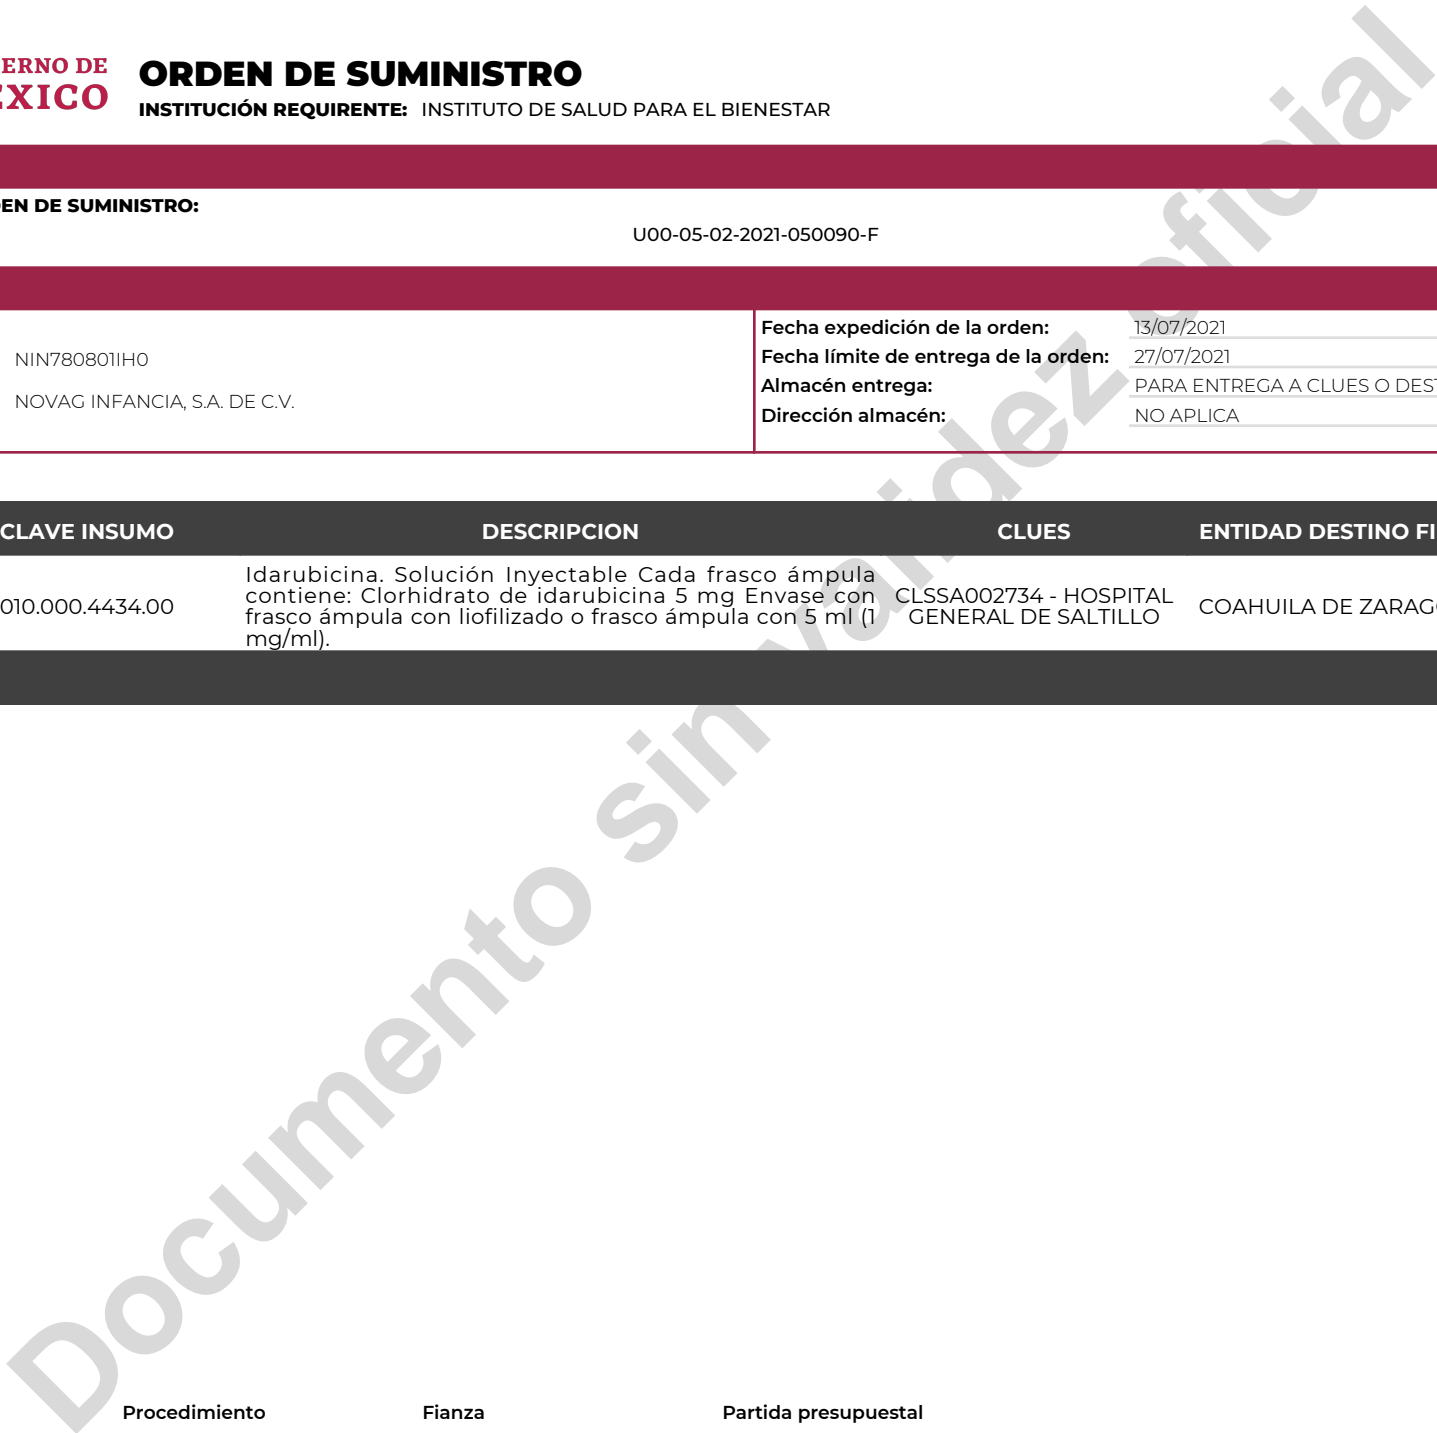 ERNO DE
ÉXICO
ORDEN DE SUMINISTRO
INSTITUCIÓN REQUIRENTE: INSTITUTO DE SALUD PARA EL BIENESTAR
EN DE SUMINISTRO:
U00-05-02-2021-050090-F
NIN780801IH0
NOVAG INFANCIA, S.A. DE C.V.
Fecha expedición de la orden: 13/07/2021
Fecha límite de entrega de la orden: 27/07/2021
Almacén entrega: PARA ENTREGA A CLUES O DEST
Dirección almacén: NO APLICA
CLAVE INSUMO DESCRIPCION CLUES ENTIDAD DESTINO FI
010.000.4434.00
Idarubicina. Solución Inyectable Cada frasco ámpula
contiene: Clorhidrato de idarubicina 5 mg Envase con
frasco ámpula con liofilizado o frasco ámpula con 5 ml (1
mg/ml).
CLSSA002734 - HOSPITAL
GENERAL DE SALTILLO
COAHUILA DE ZARAG
Documento sin validez oficial
Procedimiento Fianza Partida presupuestal